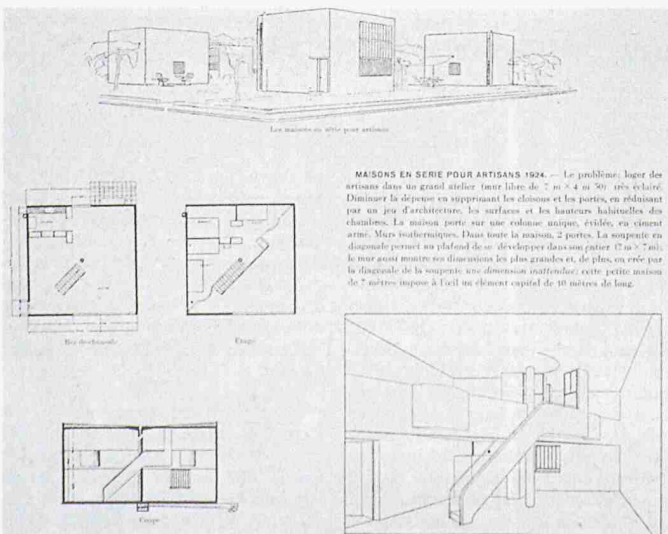 Les maisons en série pour artisans
MAISONS EN SERIE POUR ARTISANS 1924. — Le problème: loger des
artisans dans un grand atelier (mur libre de 7 m × 4 m 50) très éclairé.
Diminuer la dépense en supprimant les cloisons et les portes, en réduisant
par un jeu d'architecture, les surfaces et les hauteurs habituelles des
chambres. La maison porte sur une colonne unique, évidée, en ciment
armé. Murs isothermiques. Dans toute la maison, 2 portes. La soupente en
diagonale permet au plafond de se développer dans son entier (7 m × 7 m);
le mur aussi montre ses dimensions les plus grandes et, de plus, on crée par
la diagonale de la soupente une dimension inattendue: cette petite maison
de 7 mètres impose à l'œil un élément capital de 10 mètres de long.
Rez-de-chaussée
Etage
Coupe